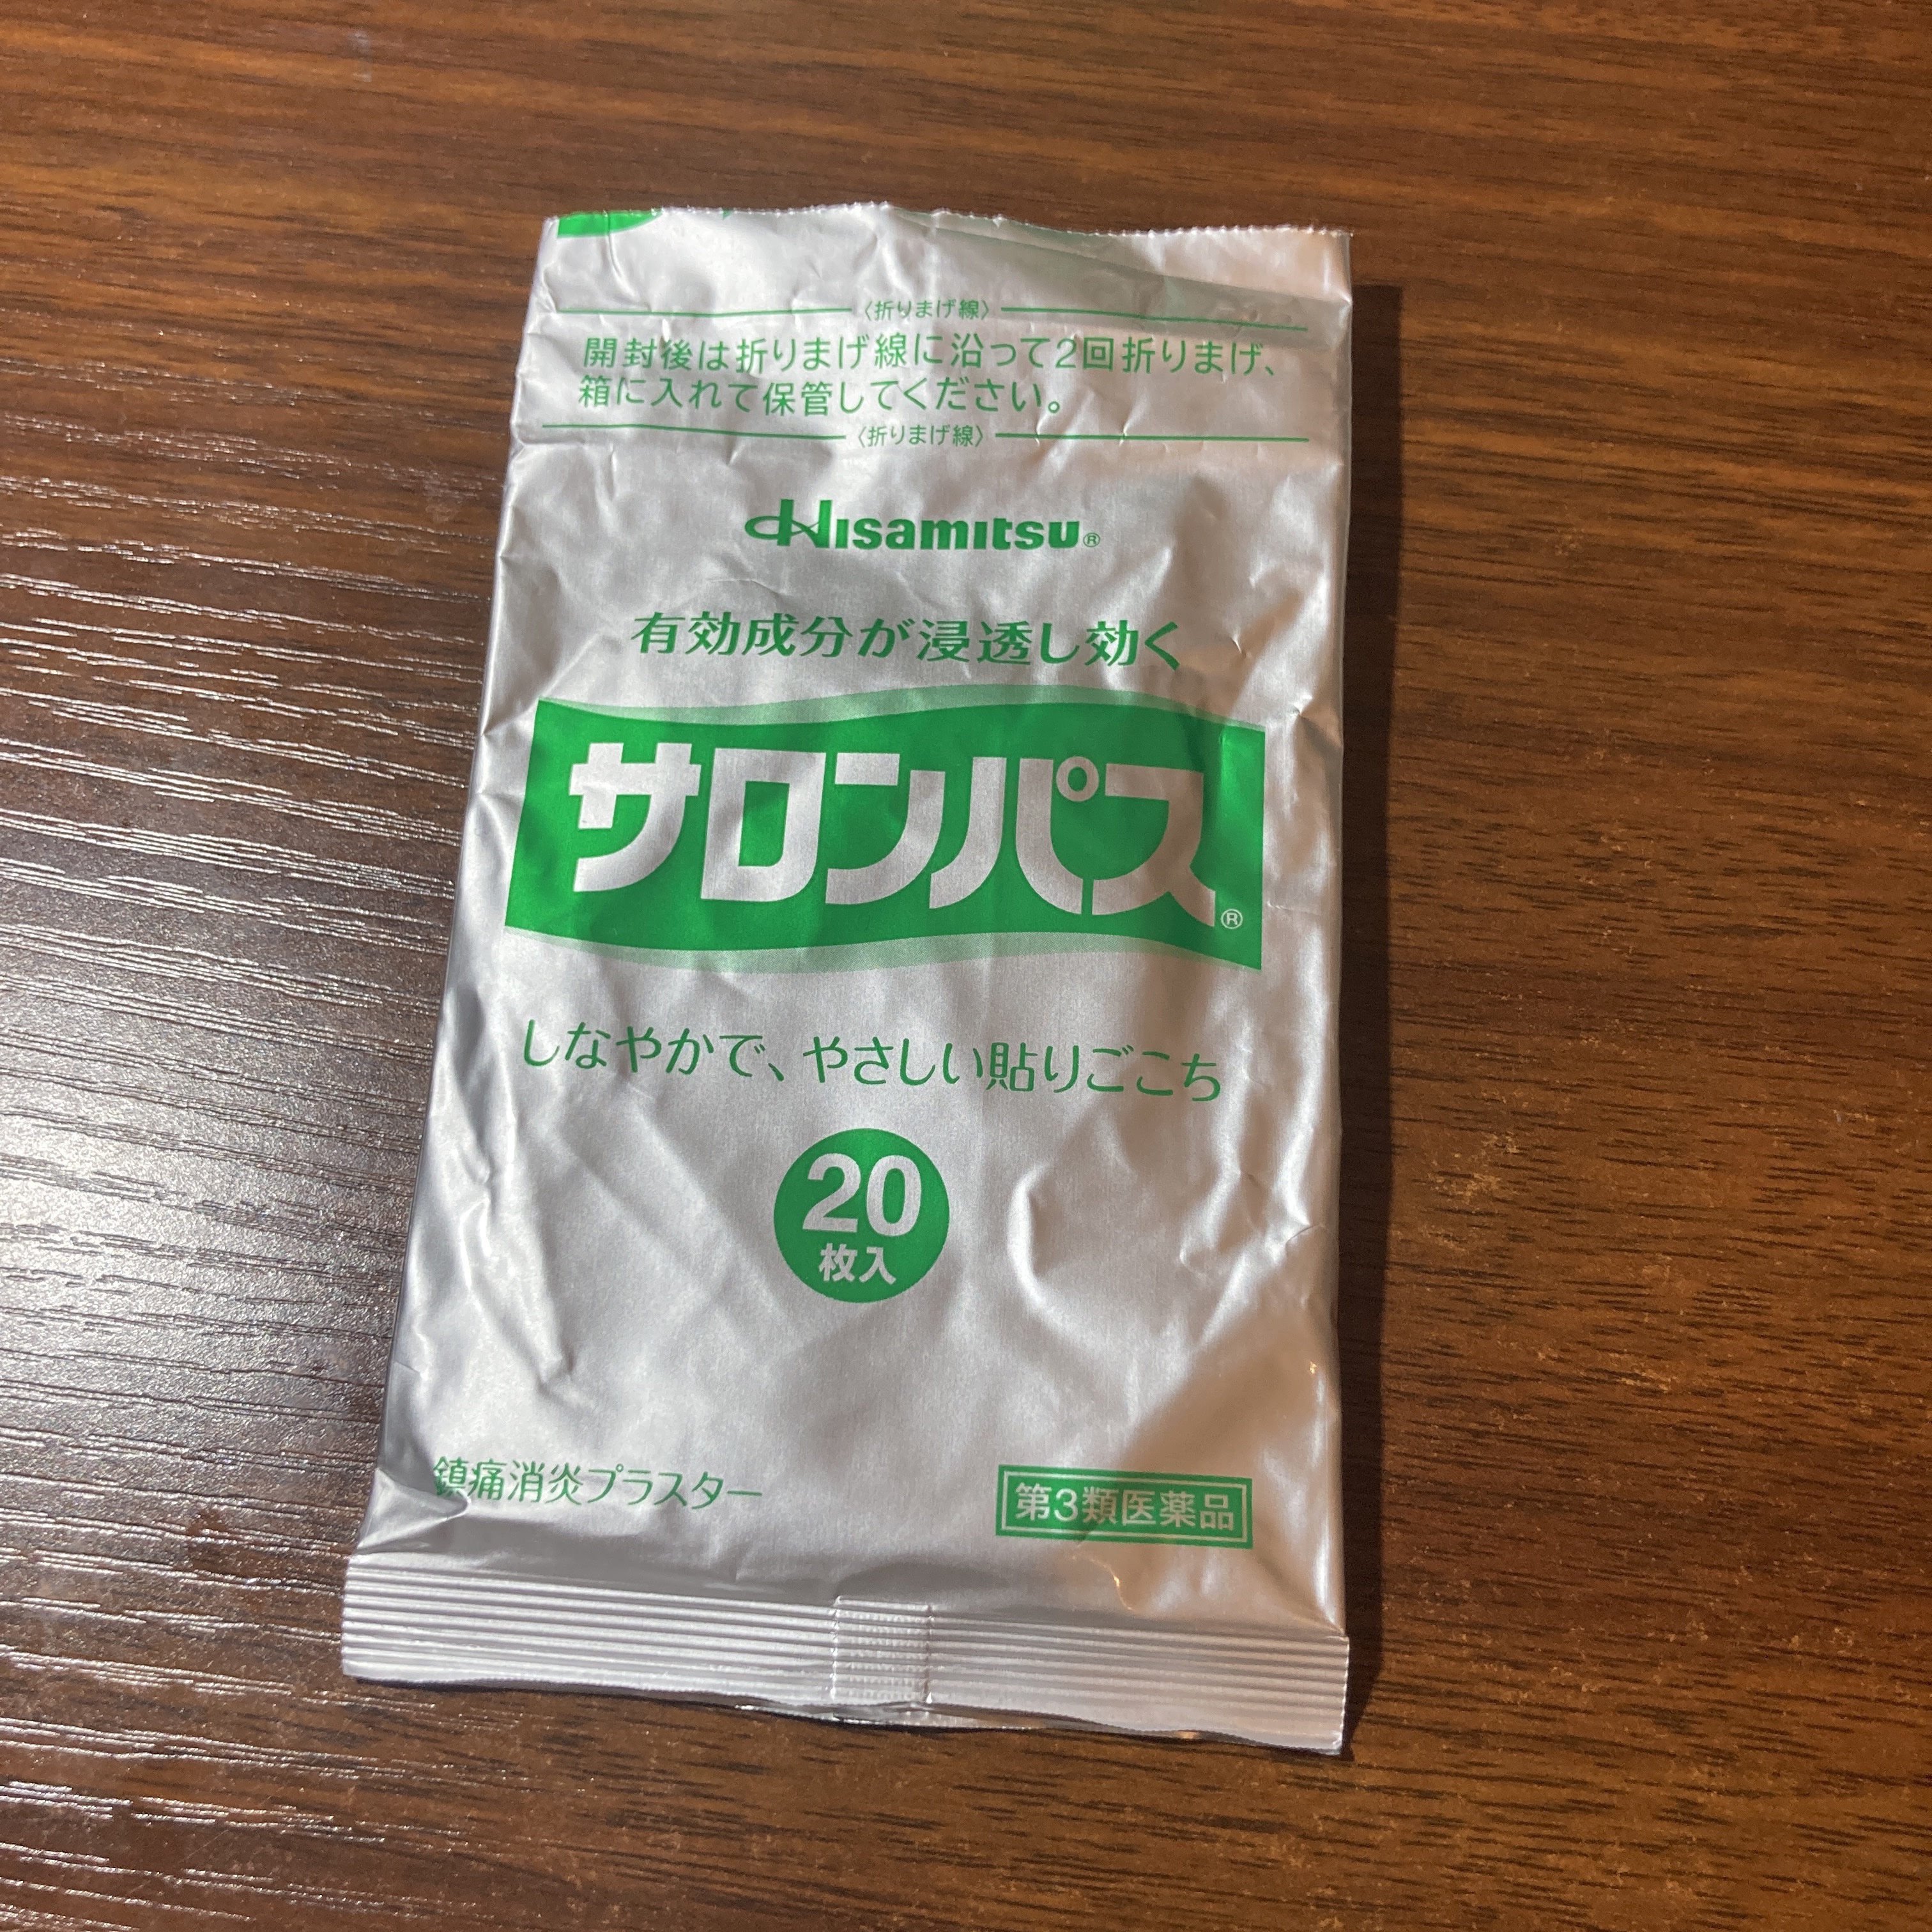 〈折りまげ線〉
開封後は折りまげ線に沿って2回折りまげ、
箱に入れて保管してください。
〈折りまげ線〉
Hisamitsu®
有効成分が浸透し効く
サロンパス®
しなやかで、やさしい貼りごこち
20
枚入
鎮痛消炎プラスター
第3類医薬品